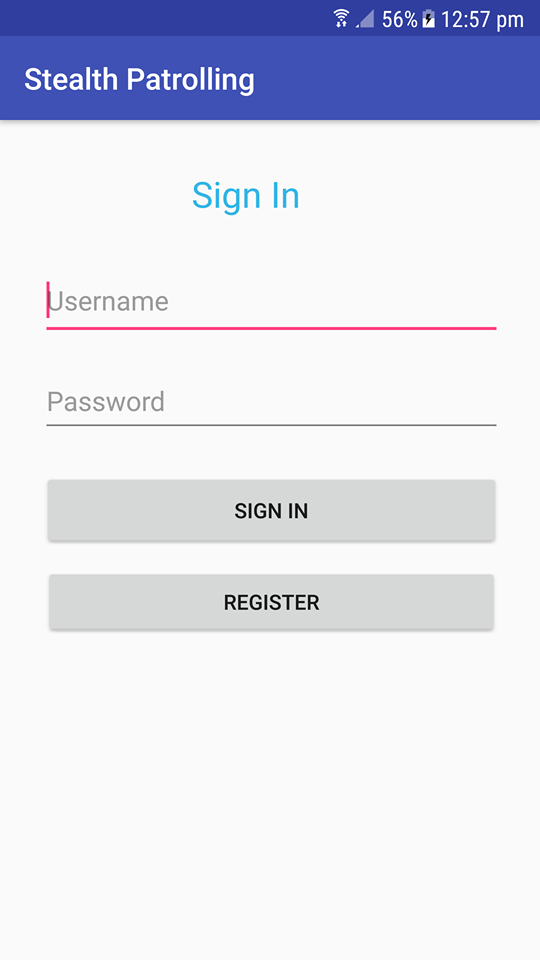 56% 12:57 pm
Stealth Patrolling
Sign In
Username
Password
SIGN IN
REGISTER